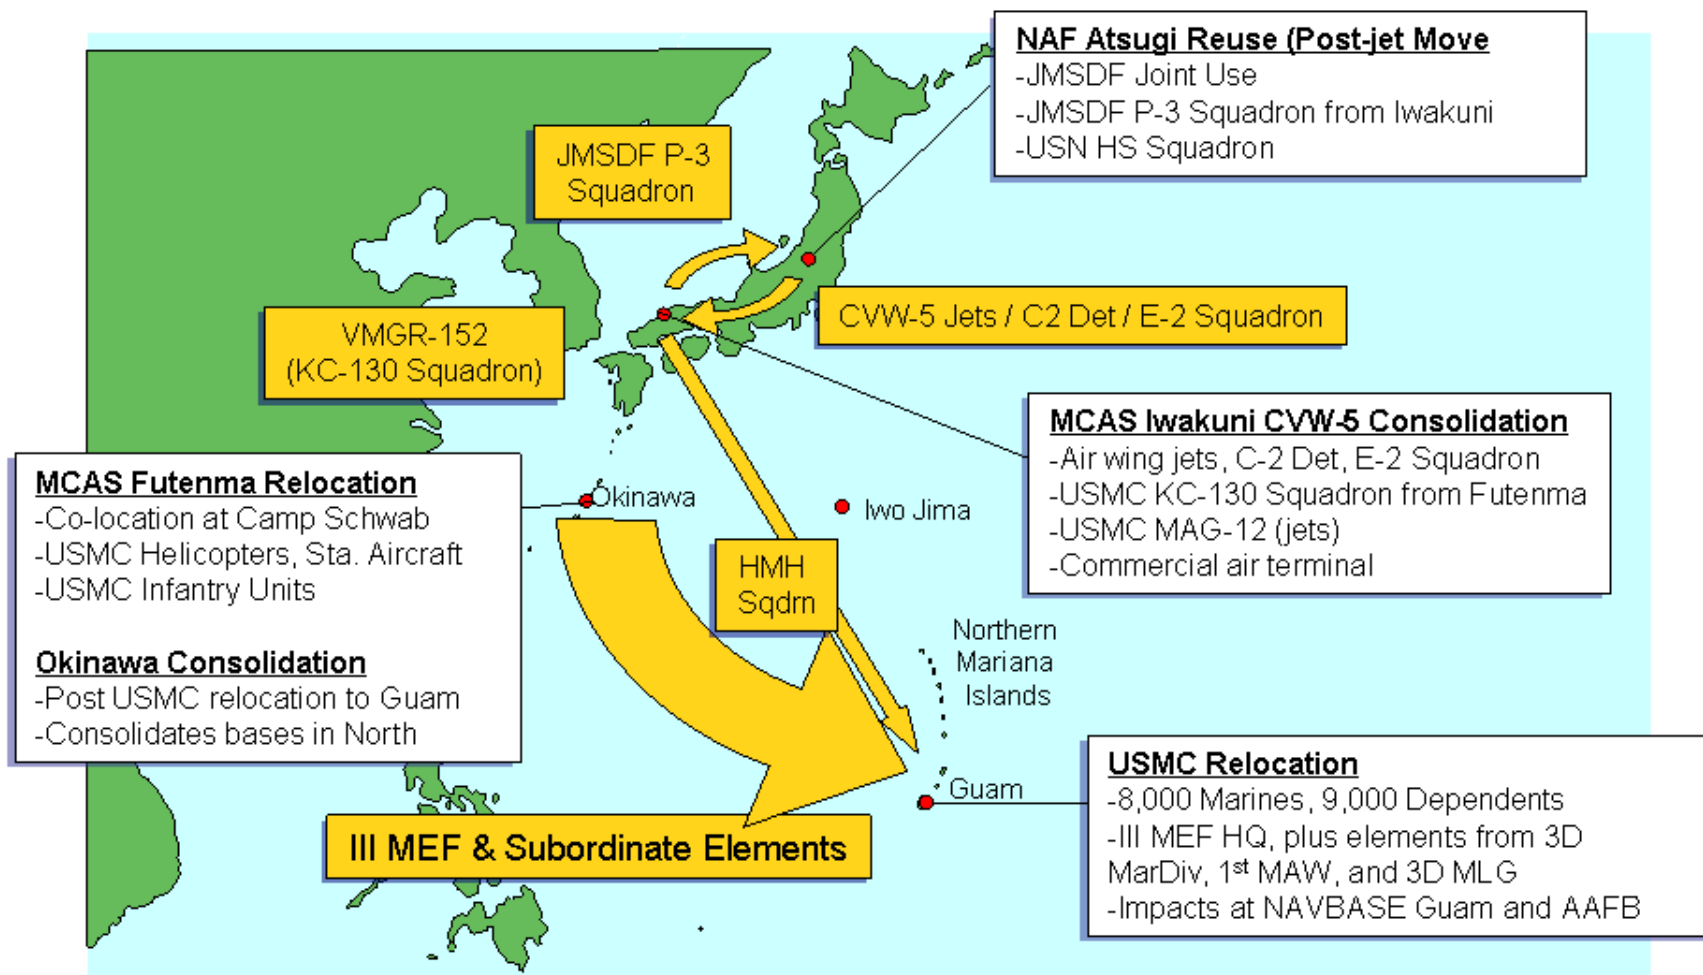 NAF Atsugi Reuse (Post-jet Move
-JMSDF Joint Use
-JMSDF P-3 Squadron from Iwakuni
-USN HS Squadron
JMSDF P-3
Squadron
CVW-5 Jets / C2 Det / E-2 Squadron
VMGR-152
(KC-130 Squadron)
MCAS Iwakuni CVW-5 Consolidation
-Air wing jets, C-2 Det, E-2 Squadron
-USMC KC-130 Squadron from Futenma
-USMC MAG-12 (jets)
-Commercial air terminal
MCAS Futenma Relocation
-Co-location at Camp Schwab
-USMC Helicopters, Sta. Aircraft
-USMC Infantry Units
Okinawa Consolidation
-Post USMC relocation to Guam
-Consolidates bases in North
Okinawa
Iwo Jima
HMH
Sqdrn
Northern
Mariana
Islands
Guam
USMC Relocation
-8,000 Marines, 9,000 Dependents
-III MEF HQ, plus elements from 3D
MarDiv, 1st MAW, and 3D MLG
-Impacts at NAVBASE Guam and AAFB
III MEF & Subordinate Elements